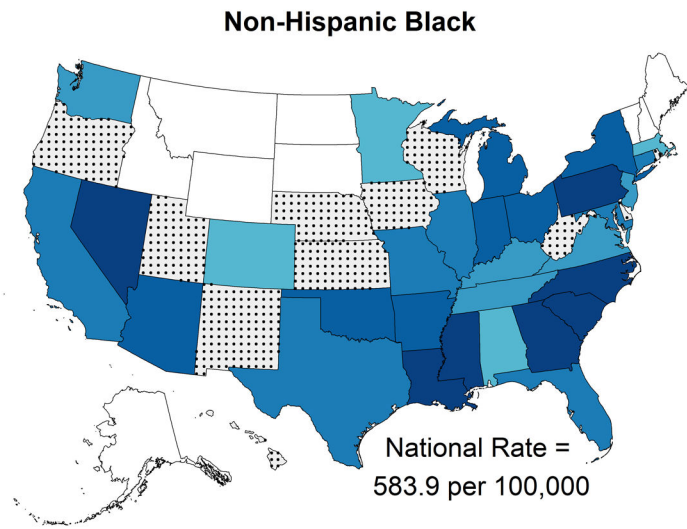 Non-Hispanic Black
National Rate =
583.9 per 100,000